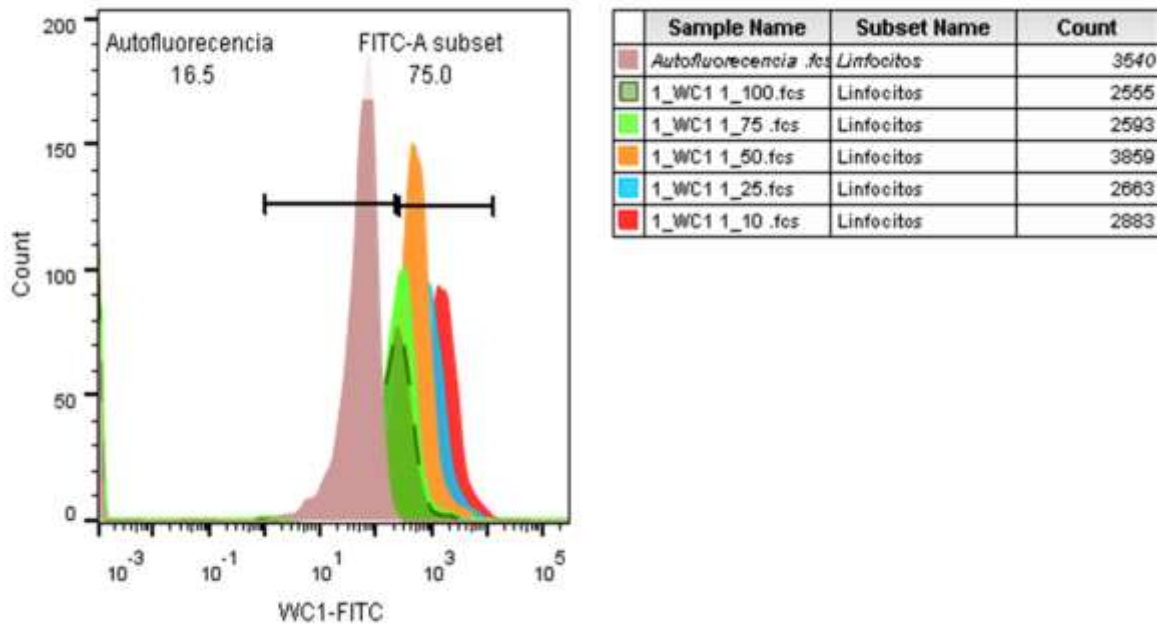 200
150
100
50
0
Count
Autofluorecencia
16.5
FITC-A subset
75.0
10^-3
10^-1
10^1
10^3
10^5
WC1-FITC
Sample Name Subset Name Count
Autofluorecencia .fcs Linfocitos 3540
1_WC1 1_100.fcs Linfocitos 2555
1_WC1 1_75 .fcs Linfocitos 2593
1_WC1 1_50.fcs Linfocitos 3859
1_WC1 1_25.fcs Linfocitos 2663
1_WC1 1_10 .fcs Linfocitos 2883